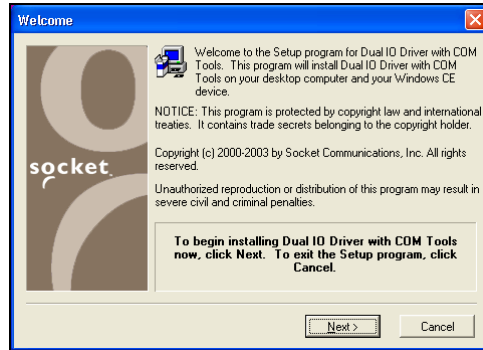 Welcome
Welcome to the Setup program for Dual IO Driver with COM
Tools. This program will install Dual IO Driver with COM
Tools on your desktop computer and your Windows CE
device.
NOTICE: This program is protected by copyright law and international
treaties. It contains trade secrets belonging to the copyright holder.
Copyright (c) 2000-2003 by Socket Communications, Inc. All rights
reserved.
socket
Unauthorized reproduction or distribution of this program may result in
severe civil and criminal penalties.
To begin installing Dual IO Driver with COM Tools
now, click Next. To exit the Setup program, click
Cancel.
Next >
Cancel